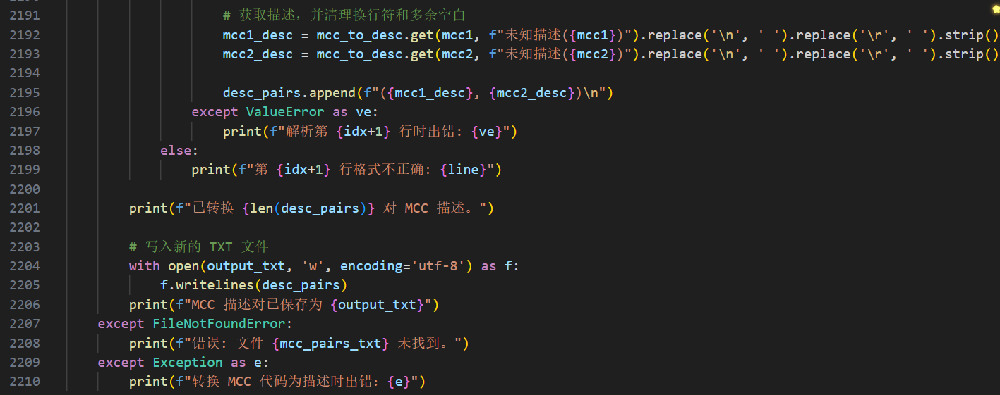 2191 # 获取描述，并清理换行符和多余空白
2192 mcc1_desc = mcc_to_desc.get(mcc1, f"未知描述({mcc1})").replace('\n', ' ').replace('\r', ' ').strip()
2193 mcc2_desc = mcc_to_desc.get(mcc2, f"未知描述({mcc2})").replace('\n', ' ').replace('\r', ' ').strip()
2194
2195 desc_pairs.append(f"({mcc1_desc}, {mcc2_desc})\n")
2196 except ValueError as ve:
2197 print(f"解析第 {idx+1} 行时出错: {ve}")
2198 else:
2199 print(f"第 {idx+1} 行格式不正确: {line}")
2200
2201 print(f"已转换 {len(desc_pairs)} 对 MCC 描述。")
2202
2203 # 写入新的 TXT 文件
2204 with open(output_txt, 'w', encoding='utf-8') as f:
2205 f.writelines(desc_pairs)
2206 print(f"MCC 描述对已保存为 {output_txt}")
2207 except FileNotFoundError:
2208 print(f"错误: 文件 {mcc_pairs_txt} 未找到。")
2209 except Exception as e:
2210 print(f"转换 MCC 代码为描述时出错: {e}")